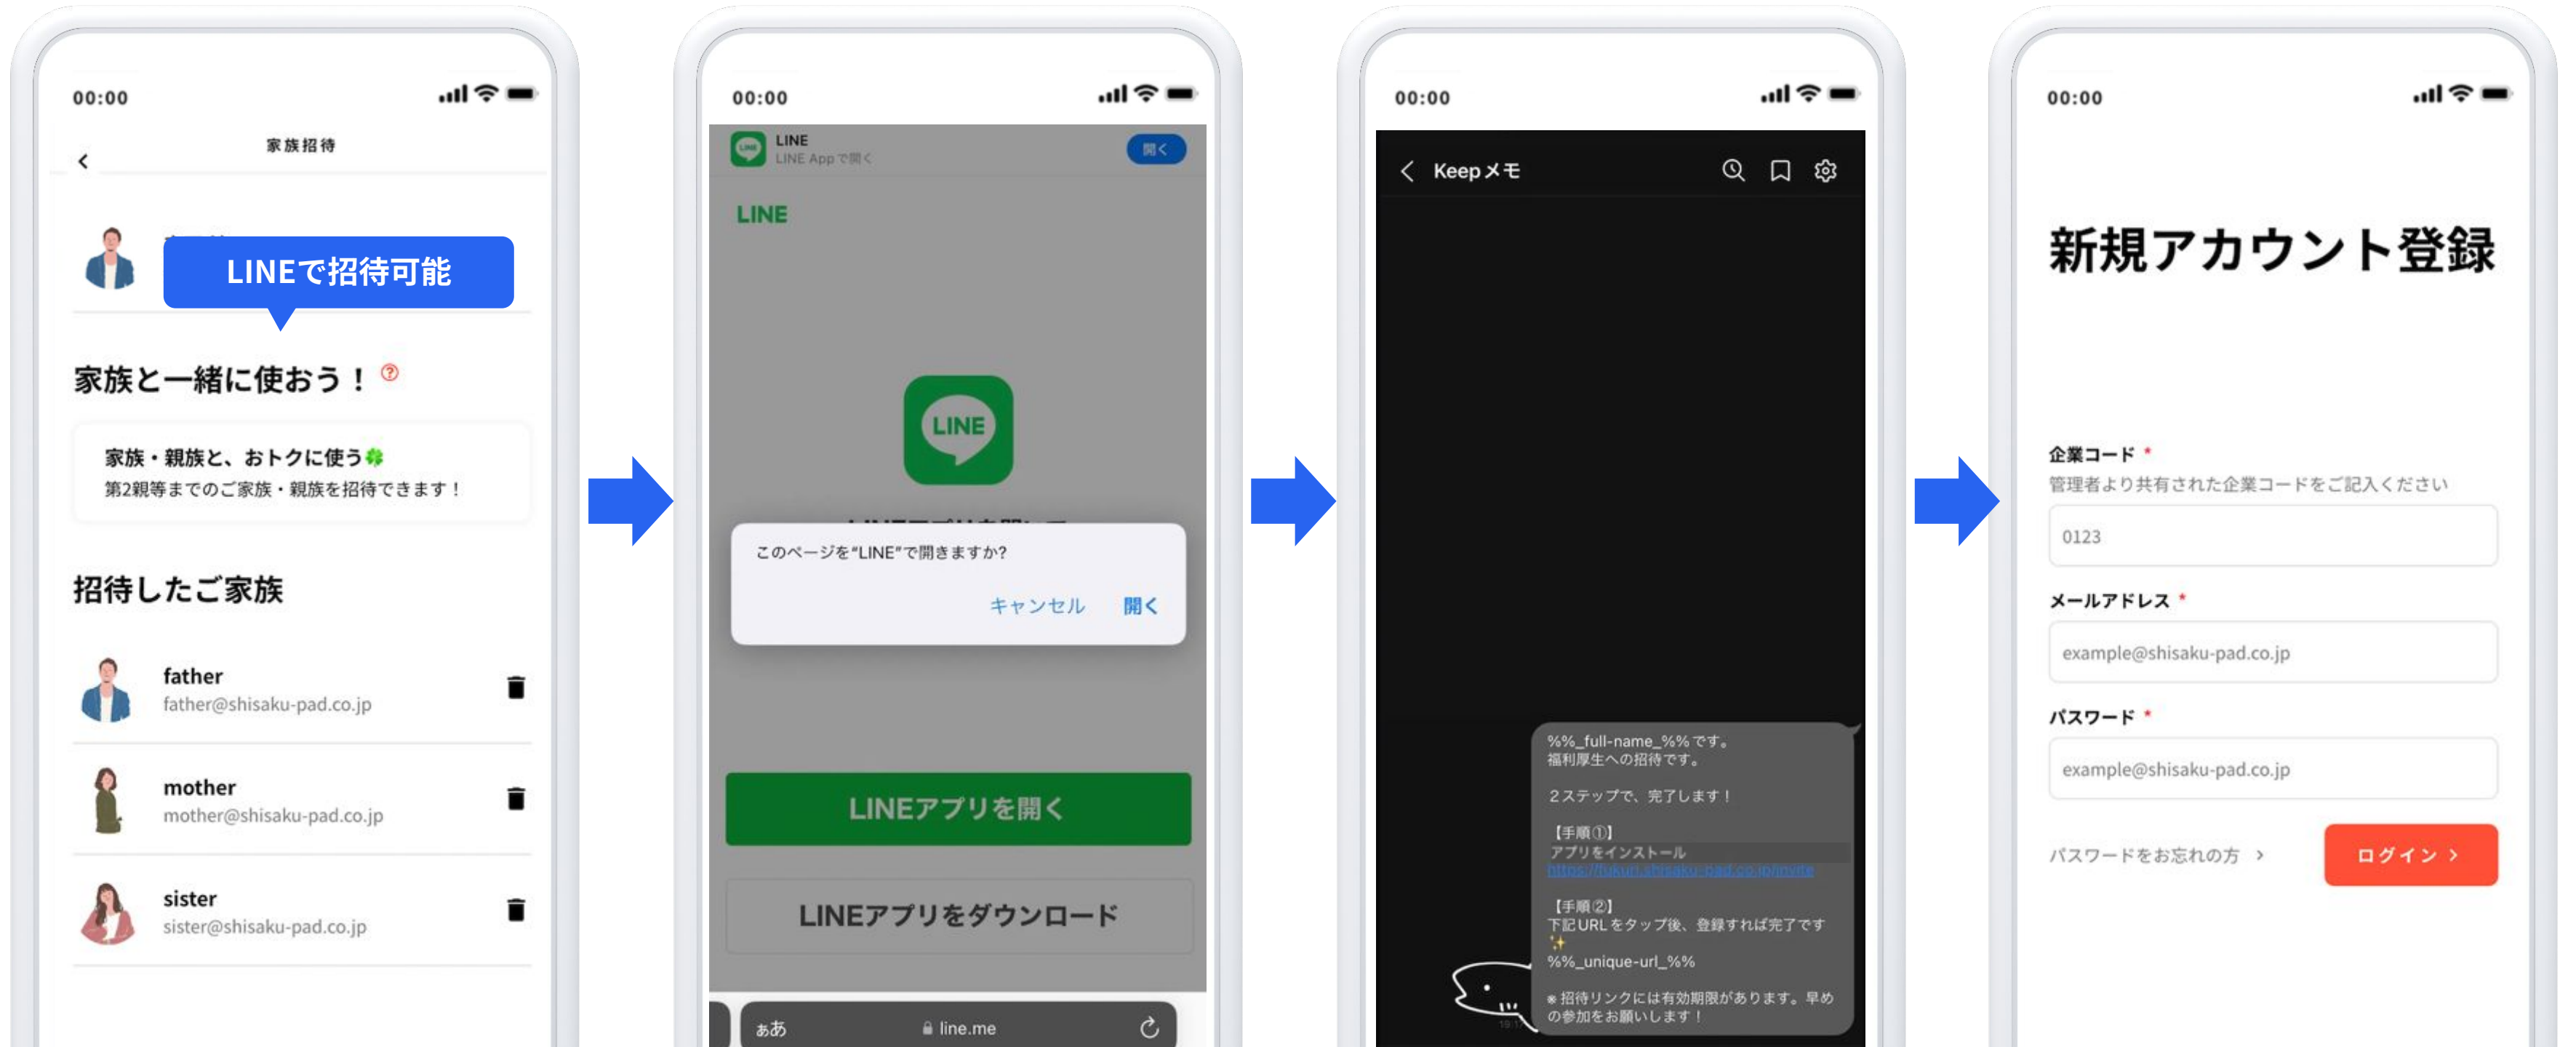 00:00
家族招待
LINEで招待可能
家族と一緒に使おう！
家族・親族と、おトクに使う🍀
第2親等までのご家族・親族を招待できます！
招待したご家族
father
father@shisaku-pad.co.jp
mother
mother@shisaku-pad.co.jp
sister
sister@shisaku-pad.co.jp
00:00
LINE
LINE Appで開く
開く
LINE
LINE
このページを“LINE”で開きますか?
キャンセル
開く
LINEアプリを開く
LINEアプリをダウンロード
ぁあ
line.me
00:00
Keepメモ
%%_full-name_%%です。
福利厚生への招待です。
２ステップで、完了します！
【手順①】
アプリをインストール
https://fukuri.shisaku-pad.co.jp/invite
【手順②】
下記URLをタップ後、登録すれば完了です
✨
%%_unique-url_%%
※招待リンクには有効期限があります。早め
の参加をお願いします！
00:00
新規アカウント登録
企業コード *
管理者より共有された企業コードをご記入ください
0123
メールアドレス *
example@shisaku-pad.co.jp
パスワード *
example@shisaku-pad.co.jp
パスワードをお忘れの方 >
ログイン >